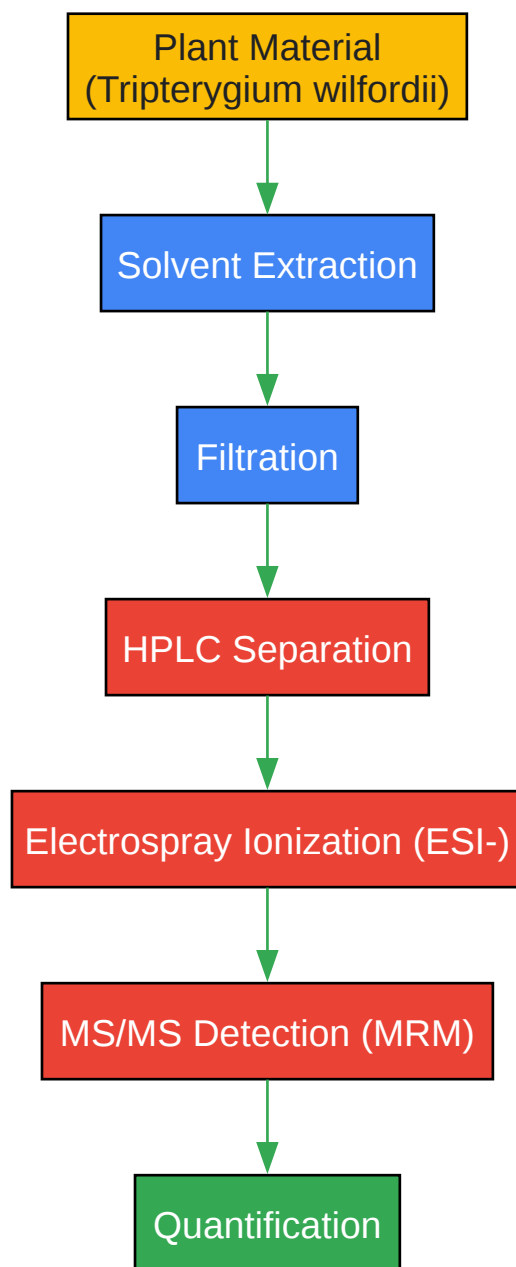 Plant Material
(Tripterygium wilfordii)
Solvent Extraction
Filtration
HPLC Separation
Electrospray Ionization (ESI-)
MS/MS Detection (MRM)
Quantification